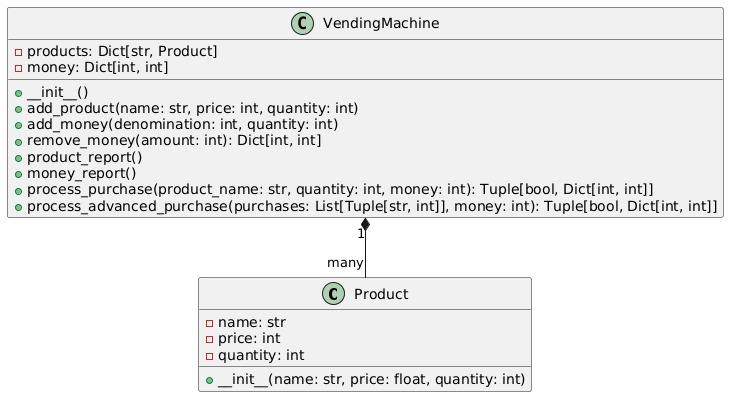 C VendingMachine
products: Dict[str, Product]
money: Dict[int, int]
__init__()
add_product(name: str, price: int, quantity: int)
add_money(denomination: int, quantity: int)
remove_money(amount: int): Dict[int, int]
product_report()
money_report()
process_purchase(product_name: str, quantity: int, money: int): Tuple[bool, Dict[int, int]]
process_advanced_purchase(purchases: List[Tuple[str, int]], money: int): Tuple[bool, Dict[int, int]]
1
many
C Product
name: str
price: int
quantity: int
__init__(name: str, price: float, quantity: int)